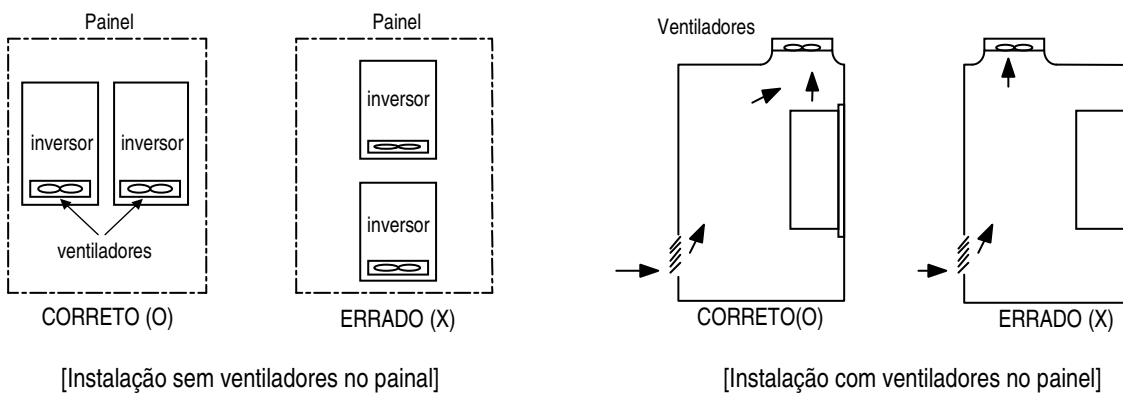 Painel
inversor
inversor
ventiladores
CORRETO (O)
Painel
inversor
inversor
ERRADO (X)
[Instalação sem ventiladores no painal]
Ventiladores
CORRETO(O)
ERRADO (X)
[Instalação com ventiladores no painel]